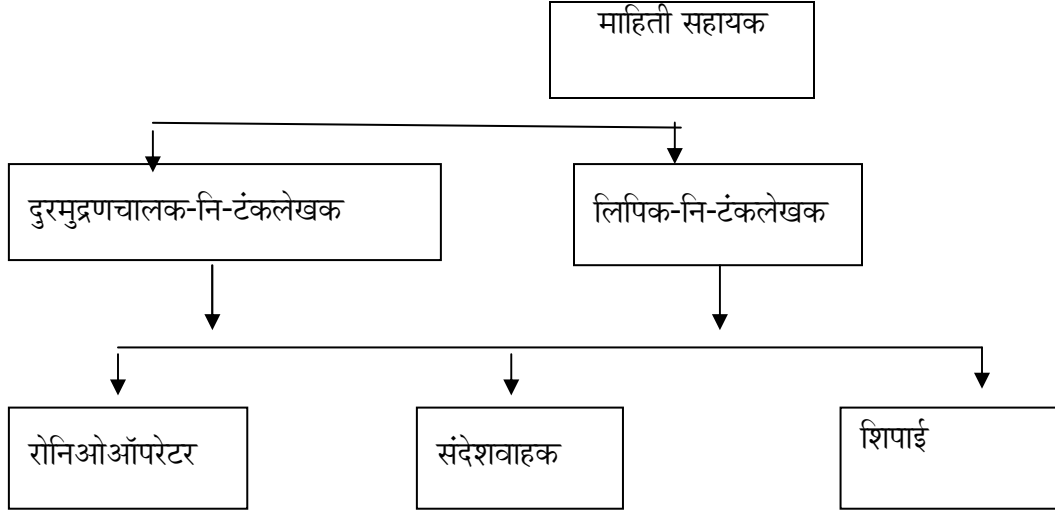 माहिती सहायक
दुरमुद्रणचालक-नि-टंकलेखक
लिपिक-नि-टंकलेखक
रोनिओऑपरेटर
संदेशवाहक
शिपाई